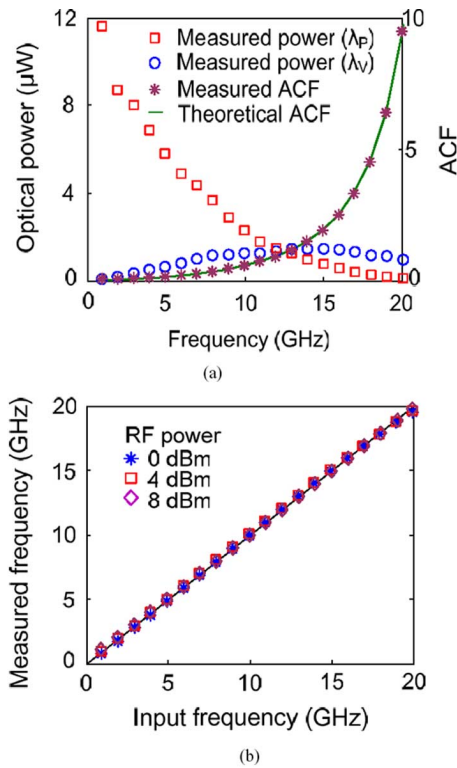 12
10
Measured power (λP)
Measured power (λV)
Measured ACF
Theoretical ACF
Optical power (µW)
ACF
8
5
4
0
0
0
5
10
15
20
Frequency (GHz)
(a)
20
RF power
0 dBm
4 dBm
8 dBm
Measured frequency (GHz)
15
10
5
0
0
5
10
15
20
Input frequency (GHz)
(b)